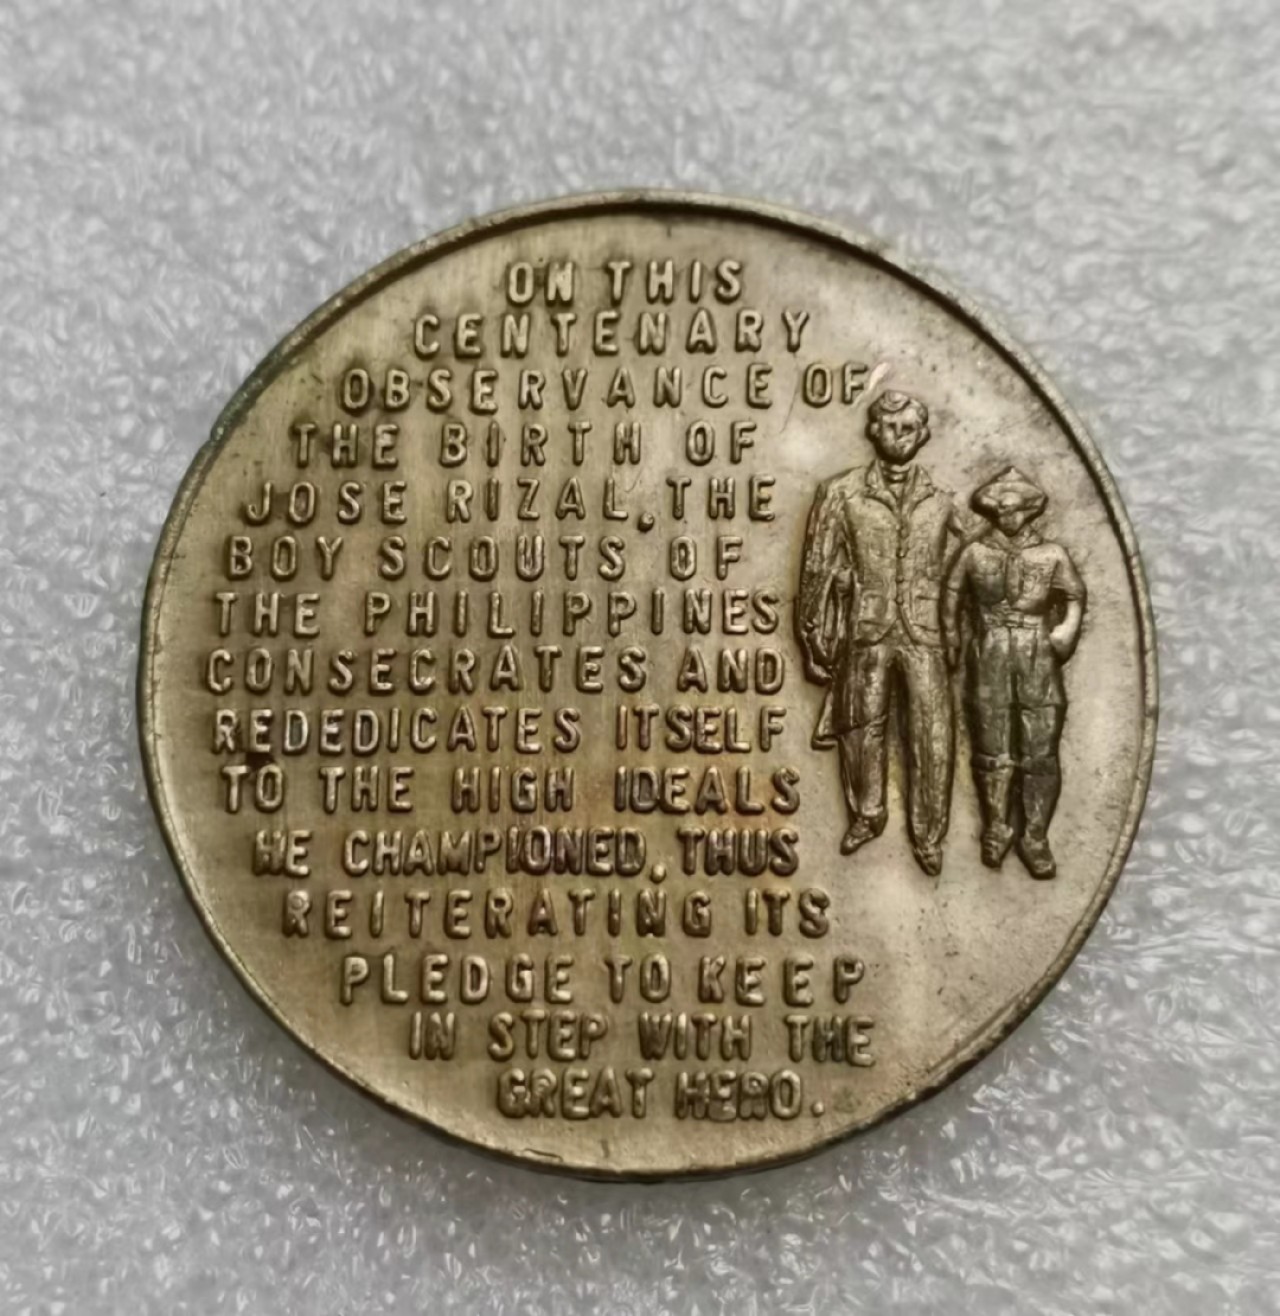 ON THIS
CENTENARY
OBSERVANCE OF
THE BIRTH OF
JOSE RIZAL, THE
BOY SCOUTS OF
THE PHILIPPINES
CONSECRATES AND
REDEDICATES ITSELF
TO THE HIGH IDEALS
HE CHAMPIONED, THUS
REITERATING ITS
PLEDGE TO KEEP
IN STEP WITH THE
GREAT HERO.